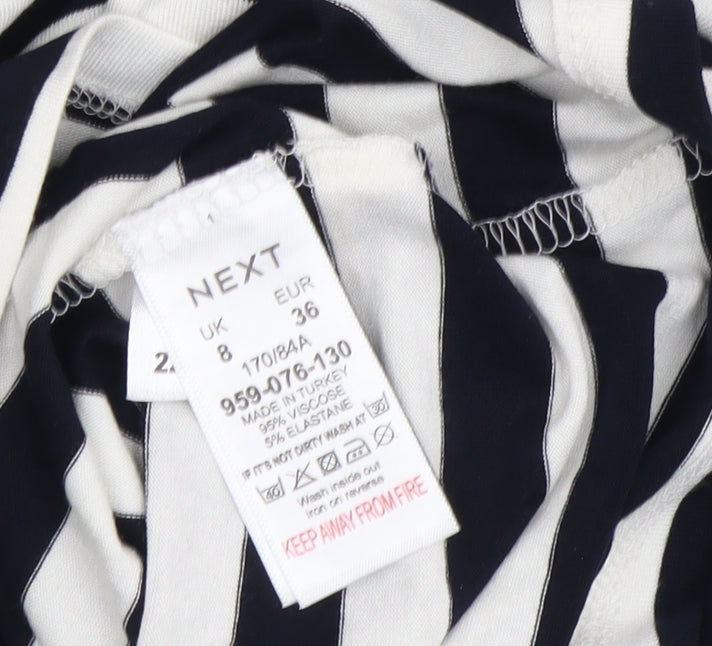 NEXT
UK EUR
8 36
170/84A
959-076-130
MADE IN TURKEY
95% VISCOSE
5% ELASTANE
IF IT'S NOT DIRTY WASH AT 30
40
Wash inside out
Iron on reverse
KEEP AWAY FROM FIRE